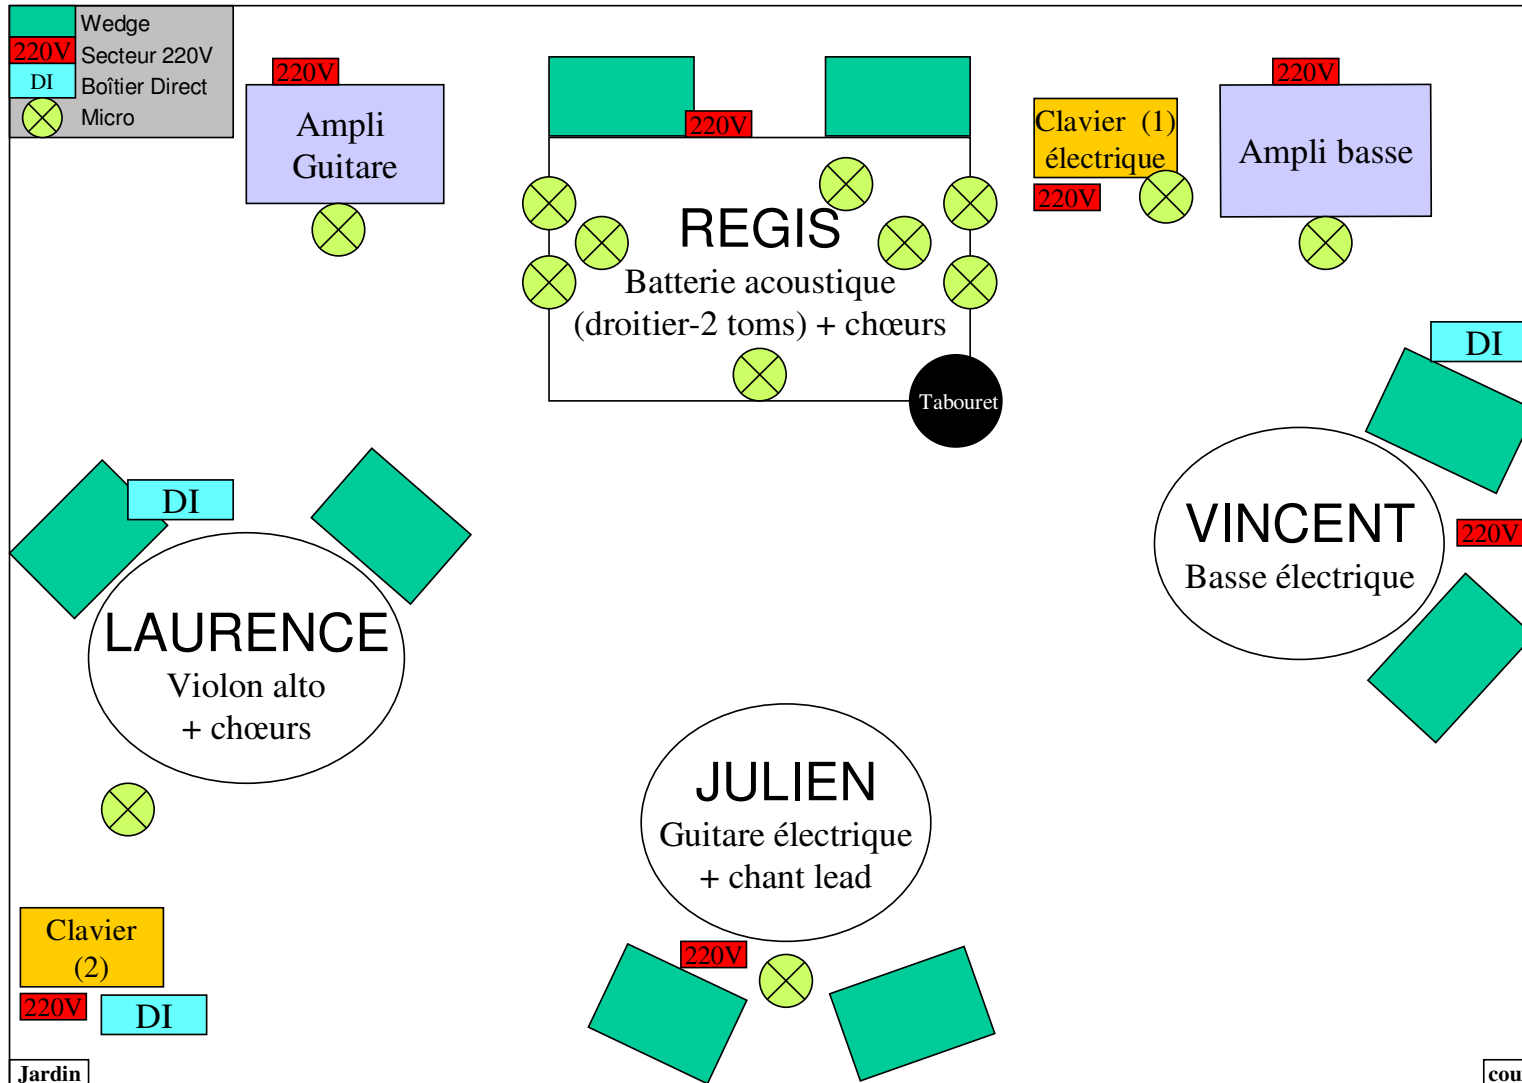 Wedge
220V Secteur 220V
DI Boîtier Direct
Micro
220V
Ampli
Guitare
220V
REGIS
Batterie acoustique
(droitier-2 toms) + chœurs
Tabouret
Clavier (1)
électrique
220V
220V
Ampli basse
DI
VINCENT
Basse électrique
220V
DI
LAURENCE
Violon alto
+ chœurs
JULIEN
Guitare électrique
+ chant lead
220V
Clavier
(2)
220V
DI
Jardin
cou